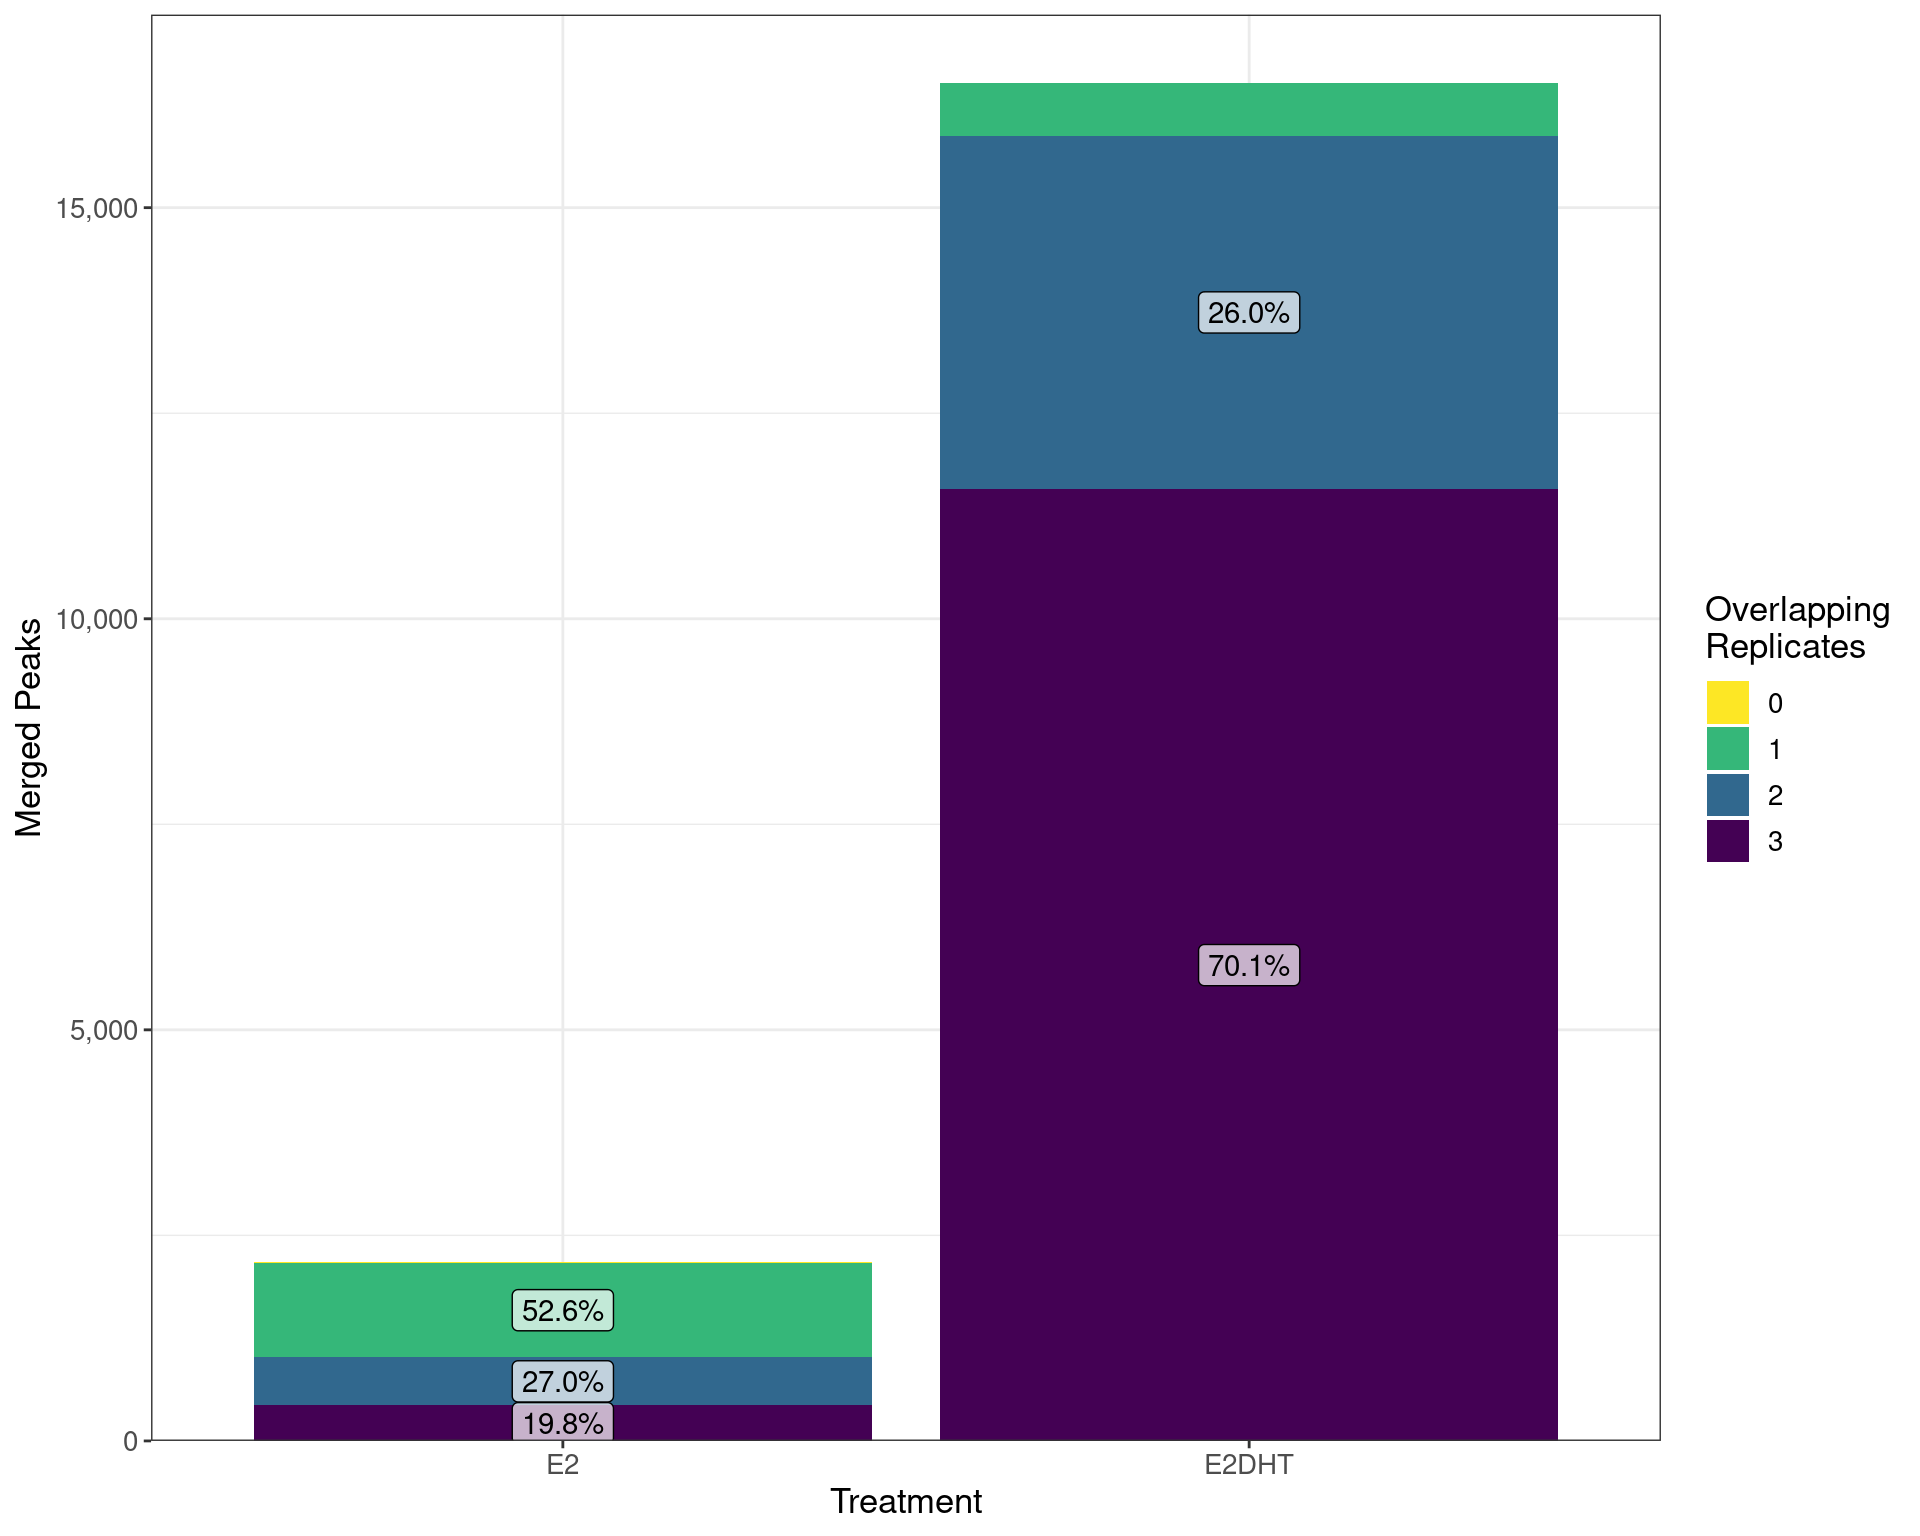 Merged Peaks
15,000
10,000
5,000
0
26.0%
70.1%
52.6%
27.0%
19.8%
E2
E2DHT
Treatment
Overlapping
Replicates
0
1
2
3